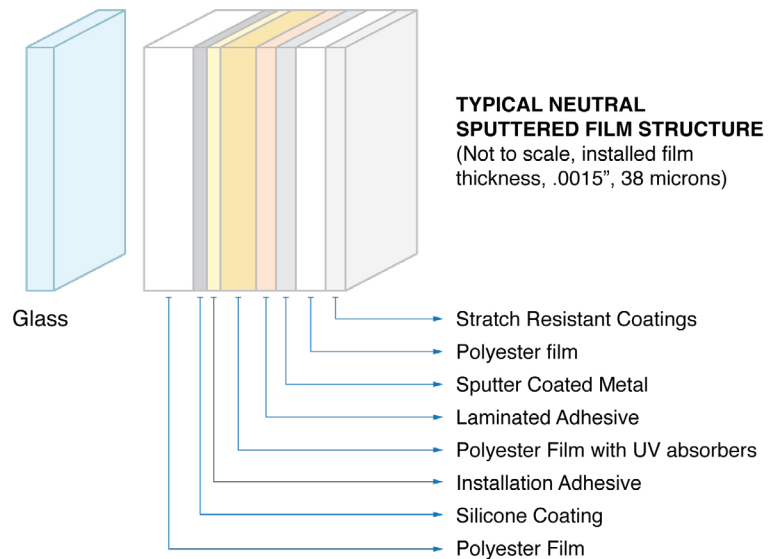 TYPICAL NEUTRAL
SPUTTERED FILM STRUCTURE
(Not to scale, installed film
thickness, .0015”, 38 microns)
Glass
Stratch Resistant Coatings
Polyester film
Sputter Coated Metal
Laminated Adhesive
Polyester Film with UV absorbers
Installation Adhesive
Silicone Coating
Polyester Film